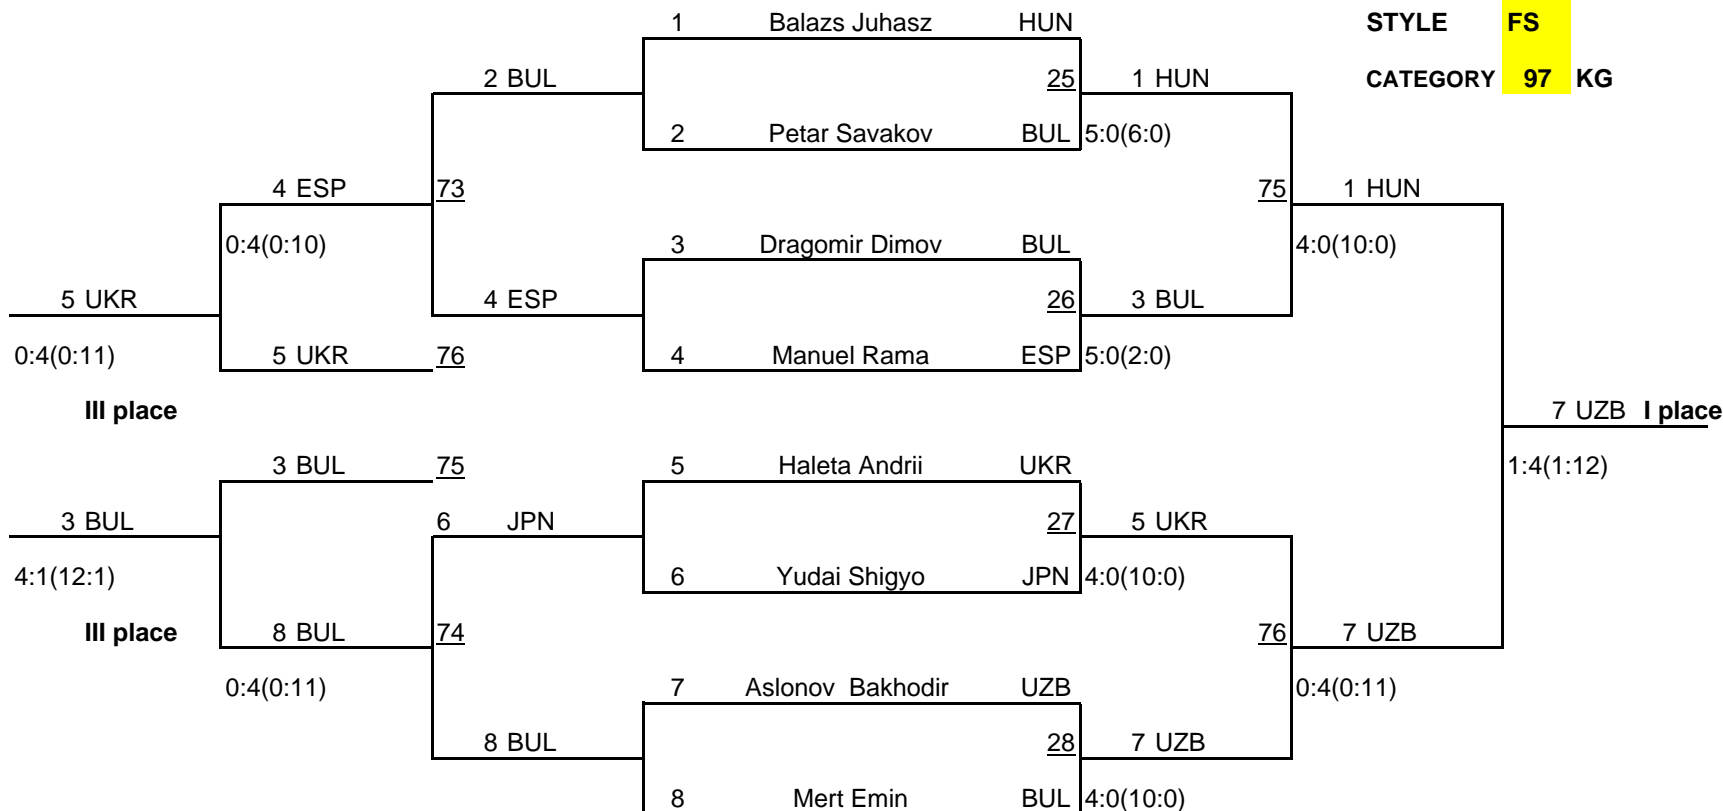 1 Balazs Juhasz HUN STYLE FS
2 BUL 25 1 HUN CATEGORY 97 KG
2 Petar Savakov BUL 5:0(6:0)
4 ESP 73 75 1 HUN
0:4(0:10) 3 Dragomir Dimov BUL 4:0(10:0)
5 UKR 4 ESP 26 3 BUL
0:4(0:11) 5 UKR 76 4 Manuel Rama ESP 5:0(2:0)
III place 7 UZB I place
3 BUL 75 5 Haleta Andrii UKR 1:4(1:12)
3 BUL 6 JPN 27 5 UKR
4:1(12:1) 6 Yudai Shigyo JPN 4:0(10:0)
III place 8 BUL 74 76 7 UZB
0:4(0:11) 7 Aslonov Bakhodir UZB 0:4(0:11)
8 BUL 28 7 UZB
8 Mert Emin BUL 4:0(10:0)